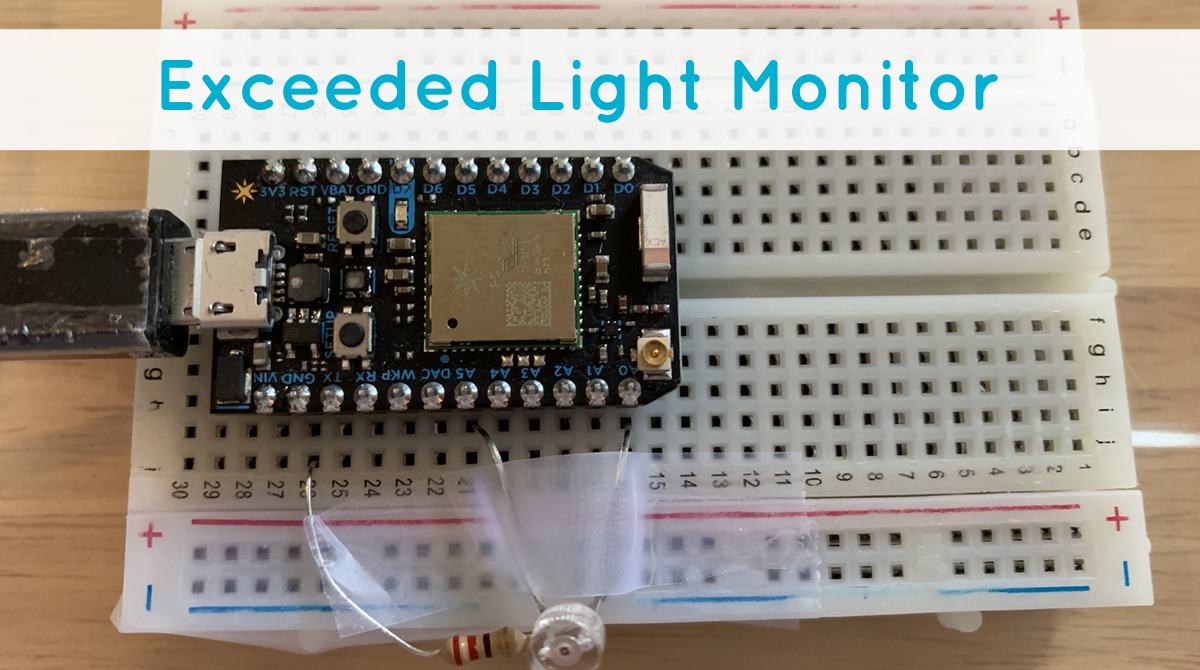 Exceeded Light Monitor
+ +
3V3 RST VBAT GND D7 D6 D5 D4 D3 D2 D1 D0
RESET
SETUP
VIN GND TX RX WKP DAC A5 A4 A3 A2 A1 A0
b
c
d
e
f
g
h
i
j
g
h
30 29 28 27 25 24 23 22 21 15 14 13 12 11 10 9 8 7 6 5 4 3 2 1
+ +